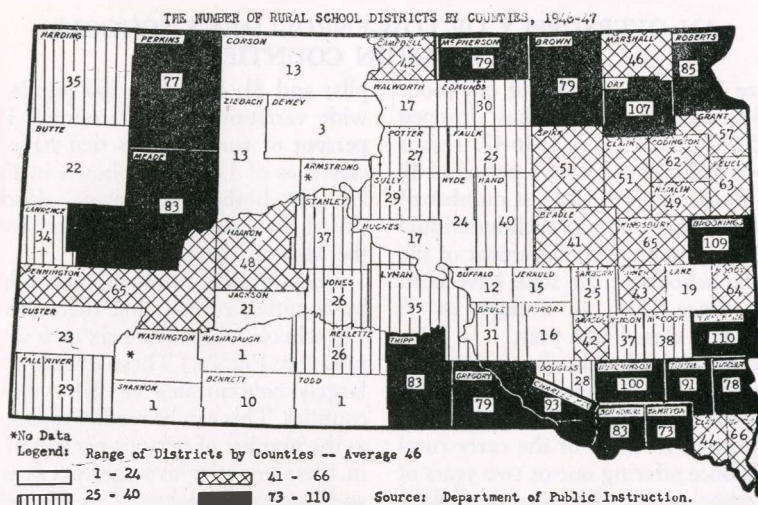 THE NUMBER OF RURAL SCHOOL DISTRICTS BY COUNTIES, 1946-47
HARDING
35
PERKINS
77
CORSON
13
CAMPBELL
42
McPHERSON
79
BROWN
79
MARSHALL
46
ROBERTS
85
DAY
107
WALWORTH
17
EDMUNDS
30
ZIEBACH
13
DEWEY
3
BUTTE
22
MEADE
83
ARMSTRONG
*
POTTER
27
FAULK
25
SPINK
51
CLARK
51
CODINGTON
62
GRANT
57
DEUEL
63
HAMLIN
49
SULLY
29
HYDE
24
HAND
40
STANLEY
37
HUGHES
17
LAWRENCE
34
HAAKON
48
BEADLE
41
KINGSBURY
65
BROOKINGS
109
PENNINGTON
65
JACKSON
21
JONES
26
LYMAN
35
BUFFALO
12
JERAULD
15
SANBORN
25
MINER
43
LAKE
19
MOODY
64
CUSTER
23
WASHINGTON
*
WASHABAUGH
1
MELLETTE
26
BRULE
31
AURORA
16
DAVISON
42
HANSON
37
McCOOK
38
110
FALL RIVER
29
SHANNON
1
BENNETT
10
TODD
1
TRIPP
83
GREGORY
79
CHARLES MIX
93
DOUGLAS
28
HUTCHINSON
100
TURNER
91
LINCOLN
78
BON HOMME
83
YANKTON
73
CLAY
44
66
*No Data
Legend: Range of Districts by Counties -- Average 46
1 - 24
41 - 66
25 - 40
73 - 110
Source: Department of Public Instruction.